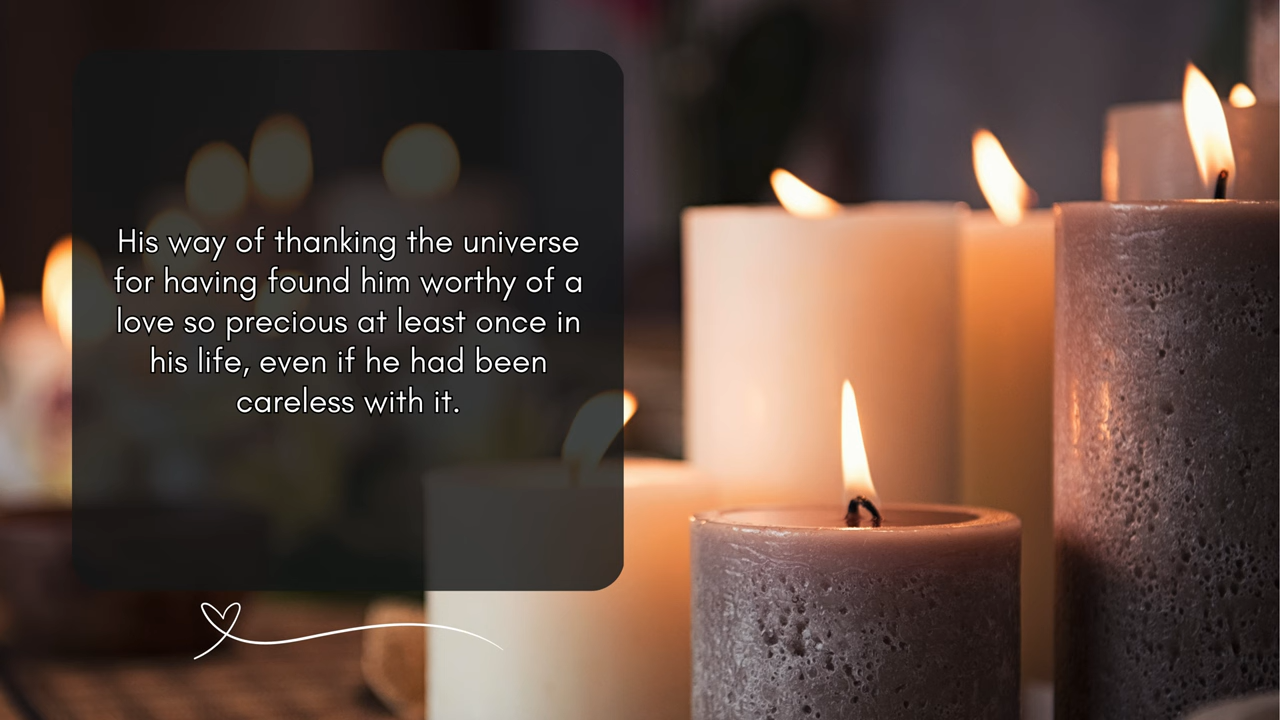 His way of thanking the universe
for having found him worthy of a
love so precious at least once in
his life, even if he had been
careless with it.